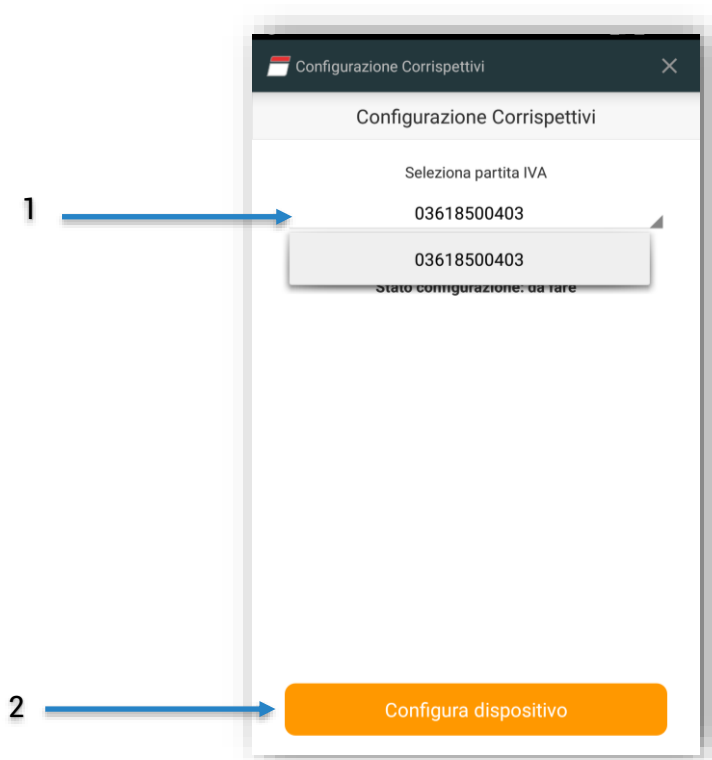 Configurazione Corrispettivi
Configurazione Corrispettivi
Seleziona partita IVA
1
03618500403
03618500403
Stato configurazione: da fare
2
Configura dispositivo